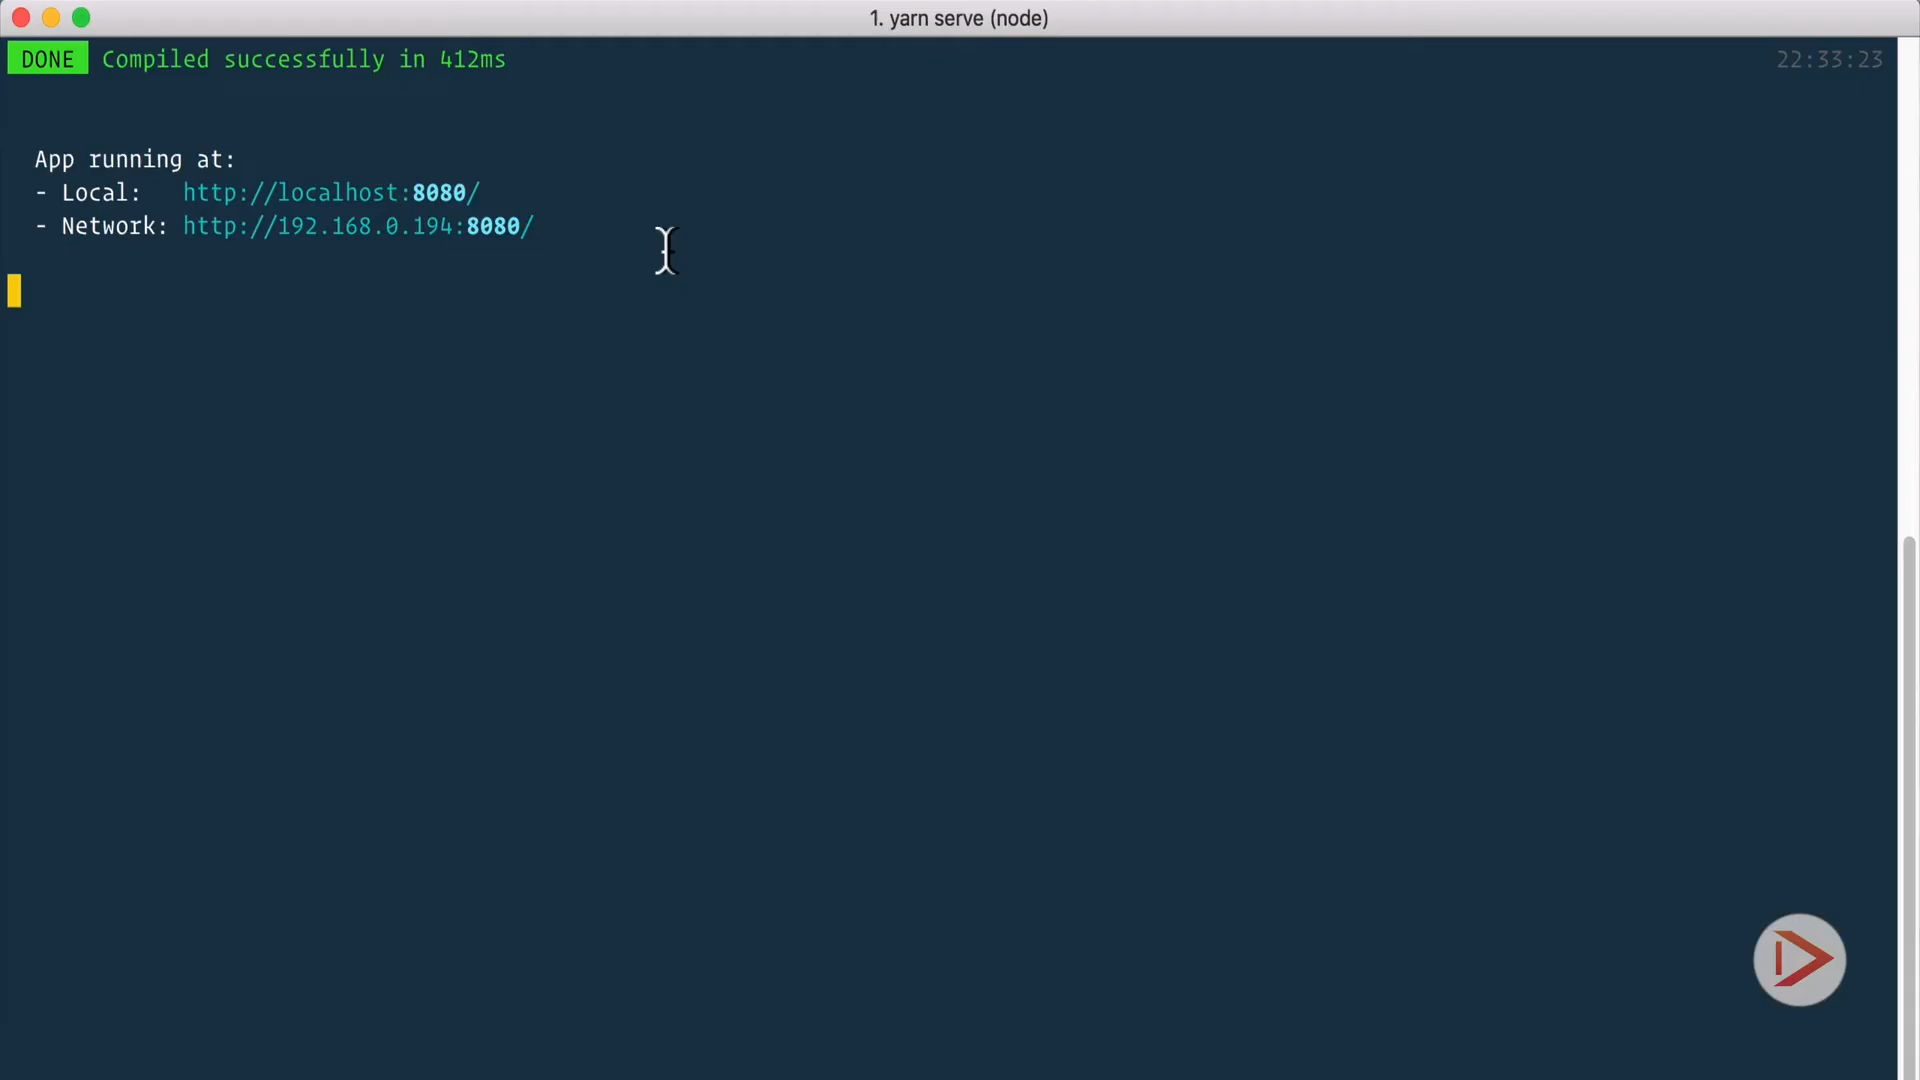 1. yarn serve (node)
DONE Compiled successfully in 412ms 22:33:23
App running at:
- Local: http://localhost:8080/
- Network: http://192.168.0.194:8080/